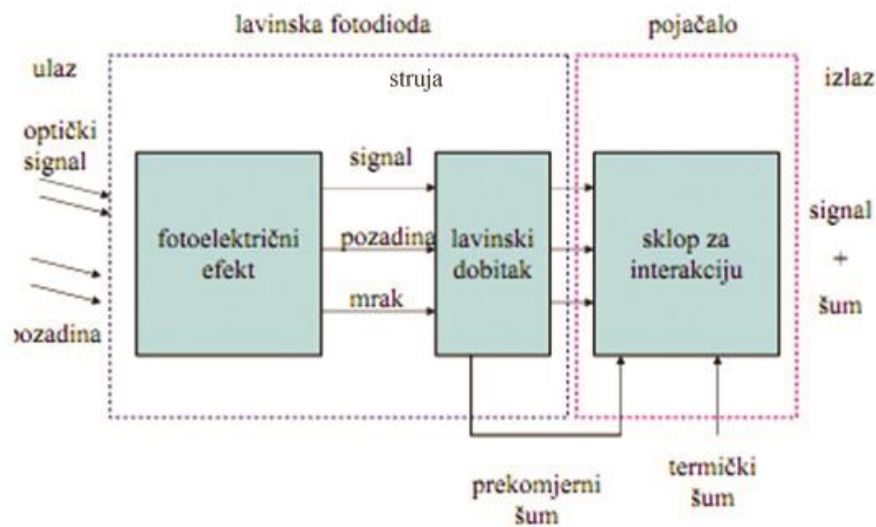 lavinska fotodioda
pojačalo
ulaz
struja
izlaz
optički
signal
signal
pozadina
mrak
fotoelektrični
efekt
lavinski
dobitak
sklop za
interakciju
signal
+
šum
pozadina
prekomjerni
šum
termički
šum